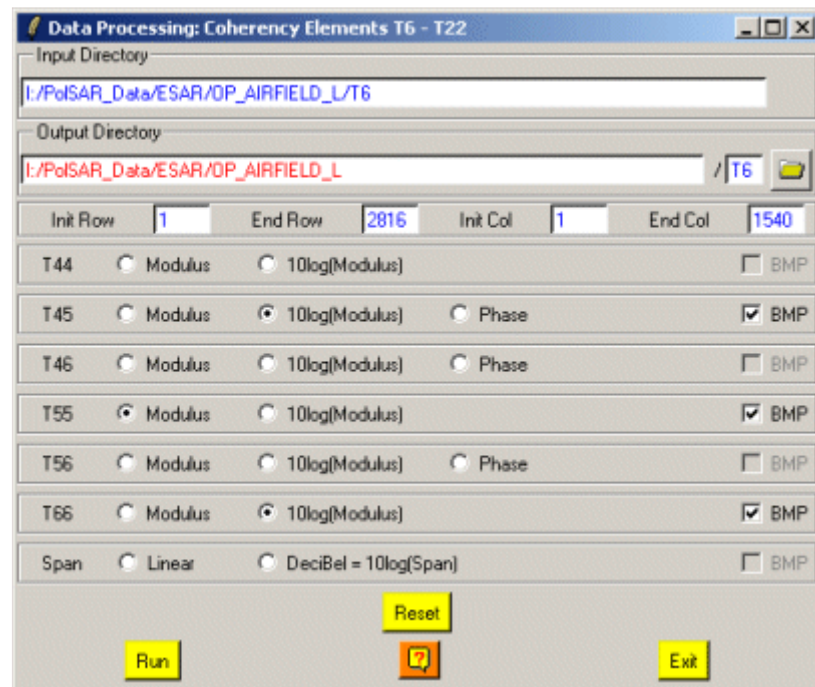 Data Processing: Coherency Elements T6 - T22
Input Directory
I:/PolSAR_Data/ESAR/OP_AIRFIELD_L/T6
Output Directory
I:/PolSAR_Data/ESAR/OP_AIRFIELD_L / T6
Init Row 1 End Row 2816 Init Col 1 End Col 1540
T44 Modulus 10log(Modulus) BMP
T45 Modulus 10log(Modulus) Phase BMP
T46 Modulus 10log(Modulus) Phase BMP
T55 Modulus 10log(Modulus) BMP
T56 Modulus 10log(Modulus) Phase BMP
T66 Modulus 10log(Modulus) BMP
Span Linear DeciBel = 10log(Span) BMP
Reset
Run ? Exit